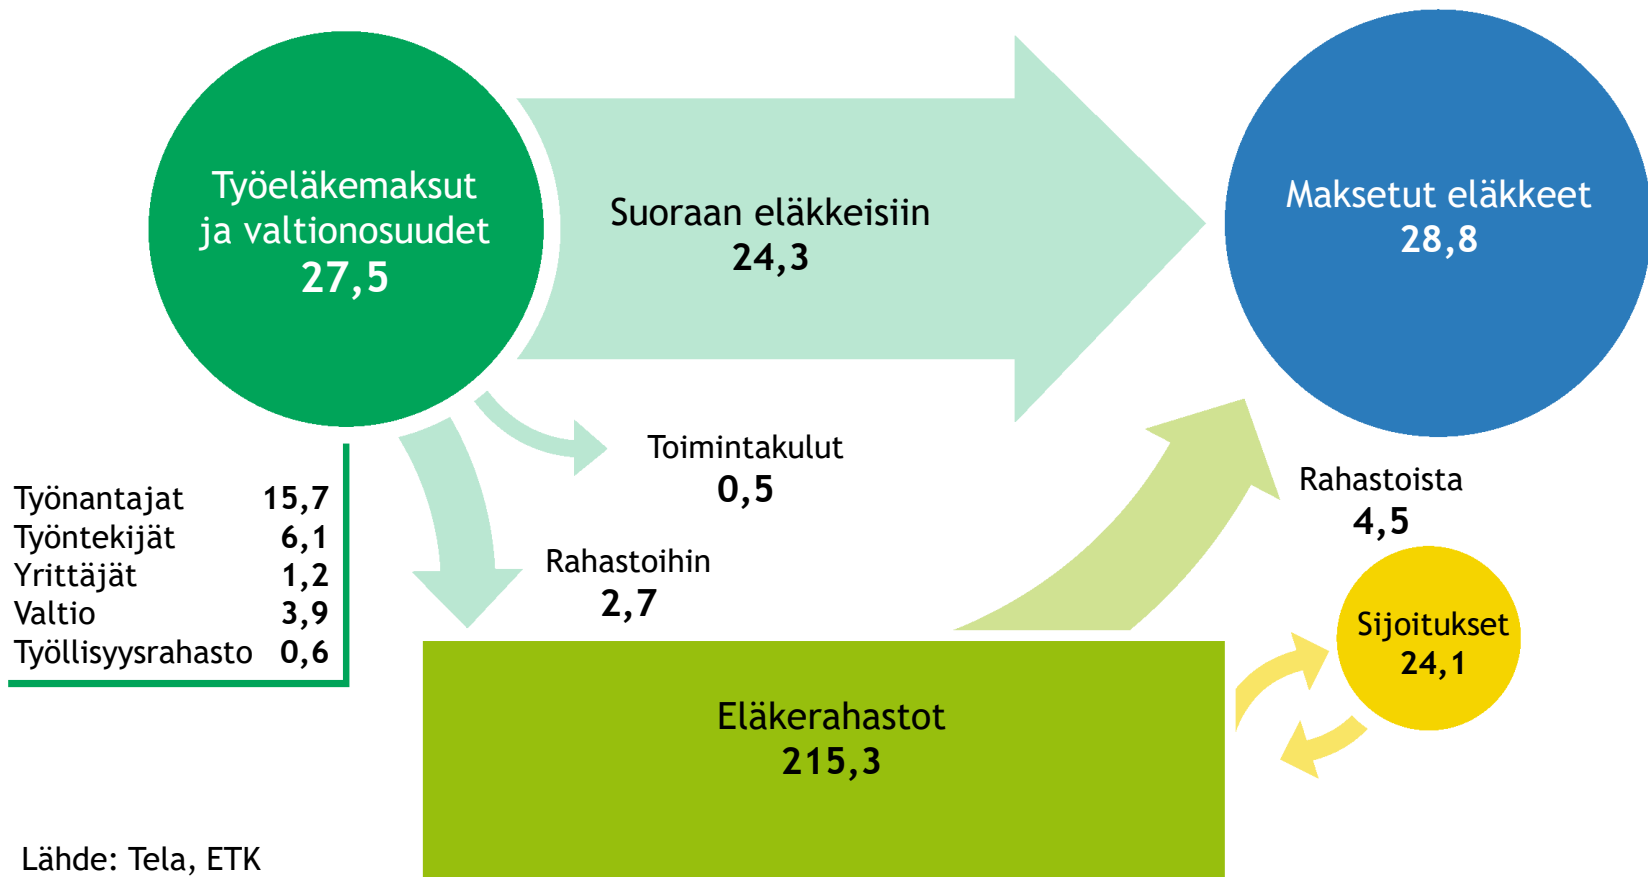 Työeläkemaksut
ja valtionosuudet
27,5
Suoraan eläkkeisiin
24,3
Maksetut eläkkeet
28,8
Toimintakulut
0,5
Rahastoihin
2,7
Rahastoista
4,5
Työnantajat 15,7
Työntekijät 6,1
Yrittäjät 1,2
Valtio 3,9
Työllisyysrahasto 0,6
Sijoitukset
24,1
Eläkerahastot
215,3
Lähde: Tela, ETK